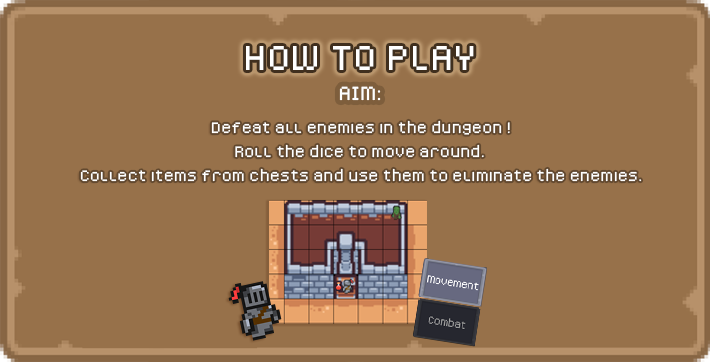 HOW TO PLAY
AIM:
Defeat all enemies in the dungeon !
Roll the dice to move around.
Collect items from chests and use them to eliminate the enemies.
Movement
Combat